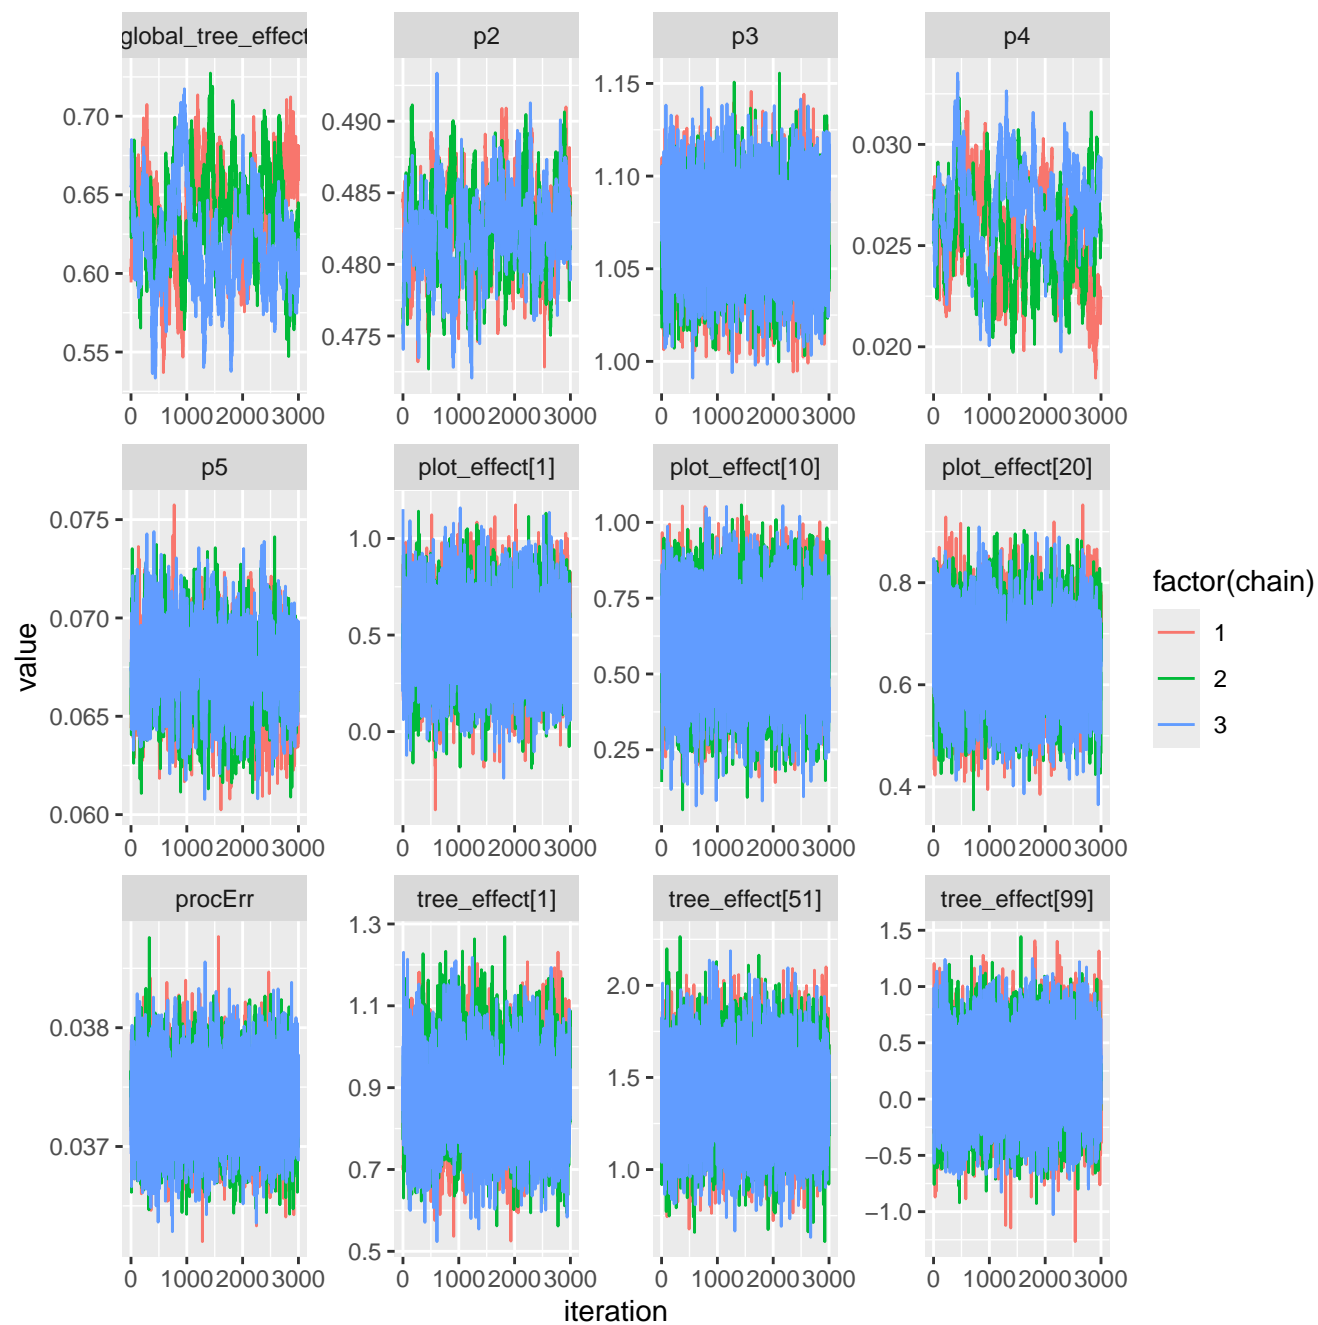 global_tree_effect
p2
p3
p4
0.70
0.65
0.60
0.55
0.490
0.485
0.480
0.475
1.15
1.10
1.05
1.00
0.030
0.025
0.020
0 1000 2000 3000
0 1000 2000 3000
0 1000 2000 3000
0 1000 2000 3000
p5
plot_effect[1]
plot_effect[10]
plot_effect[20]
0.075
0.070
0.065
0.060
1.0
0.5
0.0
1.00
0.75
0.50
0.25
0.8
0.6
0.4
0 1000 2000 3000
0 1000 2000 3000
0 1000 2000 3000
0 1000 2000 3000
procErr
tree_effect[1]
tree_effect[51]
tree_effect[99]
0.038
0.037
1.3
1.1
0.9
0.7
0.5
2.0
1.5
1.0
1.5
1.0
0.5
0.0
−0.5
−1.0
0 1000 2000 3000
0 1000 2000 3000
0 1000 2000 3000
0 1000 2000 3000
value
iteration
factor(chain)
1
2
3